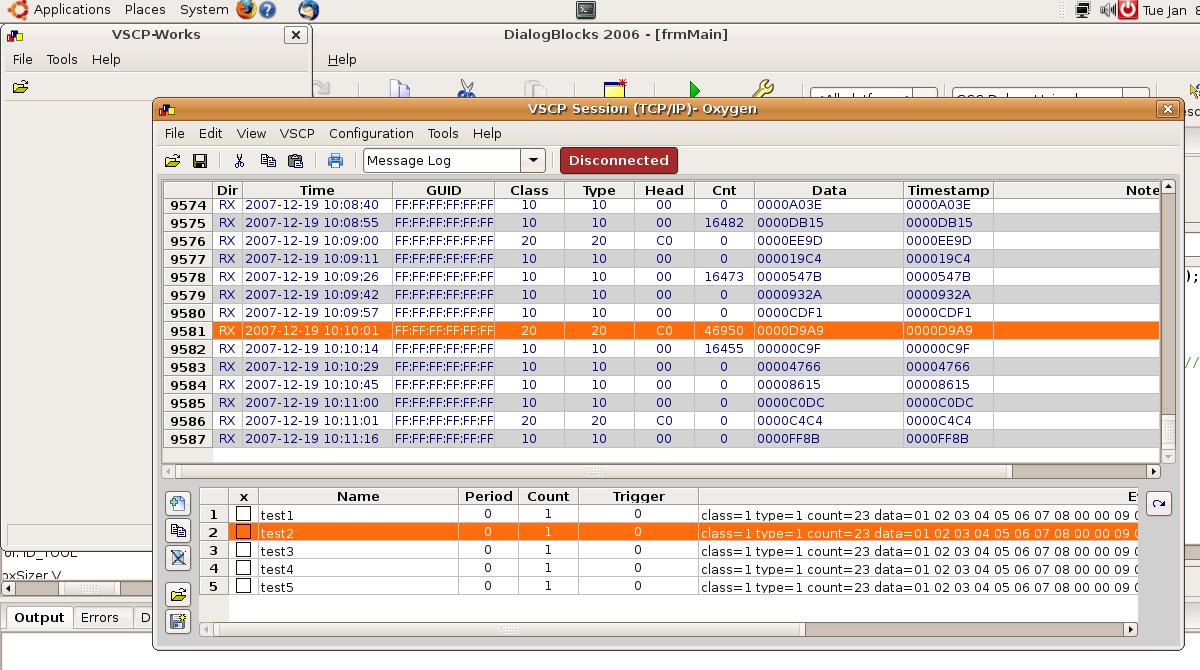 Applications Places System Tue Jan 8
VSCP-Works DialogBlocks 2006 - [frmMain]
File Tools Help Help
VSCP Session (TCP/IP)- Oxygen
File Edit View VSCP Configuration Tools Help
Message Log Disconnected
Dir Time GUID Class Type Head Cnt Data Timestamp Note
9574 RX 2007-12-19 10:08:40 FF:FF:FF:FF:FF:FF 10 10 00 0 0000A03E 0000A03E
9575 RX 2007-12-19 10:08:55 FF:FF:FF:FF:FF:FF 10 10 00 16482 0000DB15 0000DB15
9576 RX 2007-12-19 10:09:00 FF:FF:FF:FF:FF:FF 20 20 C0 0 0000EE9D 0000EE9D
9577 RX 2007-12-19 10:09:11 FF:FF:FF:FF:FF:FF 10 10 00 0 000019C4 000019C4
9578 RX 2007-12-19 10:09:26 FF:FF:FF:FF:FF:FF 10 10 00 16473 0000547B 0000547B
9579 RX 2007-12-19 10:09:42 FF:FF:FF:FF:FF:FF 10 10 00 0 0000932A 0000932A
9580 RX 2007-12-19 10:09:57 FF:FF:FF:FF:FF:FF 10 10 00 0 0000CDF1 0000CDF1
9581 RX 2007-12-19 10:10:01 FF:FF:FF:FF:FF:FF 20 20 C0 46950 0000D9A9 0000D9A9
9582 RX 2007-12-19 10:10:14 FF:FF:FF:FF:FF:FF 10 10 00 16455 00000C9F 00000C9F
9583 RX 2007-12-19 10:10:29 FF:FF:FF:FF:FF:FF 10 10 00 0 00004766 00004766
9584 RX 2007-12-19 10:10:45 FF:FF:FF:FF:FF:FF 10 10 00 0 00008615 00008615
9585 RX 2007-12-19 10:11:00 FF:FF:FF:FF:FF:FF 10 10 00 0 0000C0DC 0000C0DC
9586 RX 2007-12-19 10:11:01 FF:FF:FF:FF:FF:FF 20 20 C0 0 0000C4C4 0000C4C4
9587 RX 2007-12-19 10:11:16 FF:FF:FF:FF:FF:FF 10 10 00 0 0000FF8B 0000FF8B
x Name Period Count Trigger
1 test1 0 1 0 class=1 type=1 count=23 data=01 02 03 04 05 06 07 08 00 00 09
2 test2 0 1 0 class=1 type=1 count=23 data=01 02 03 04 05 06 07 08 00 00 09
3 test3 0 1 0 class=1 type=1 count=23 data=01 02 03 04 05 06 07 08 00 00 09
4 test4 0 1 0 class=1 type=1 count=23 data=01 02 03 04 05 06 07 08 00 00 09
5 test5 0 1 0 class=1 type=1 count=23 data=01 02 03 04 05 06 07 08 00 00 09
Output Errors D
);
//